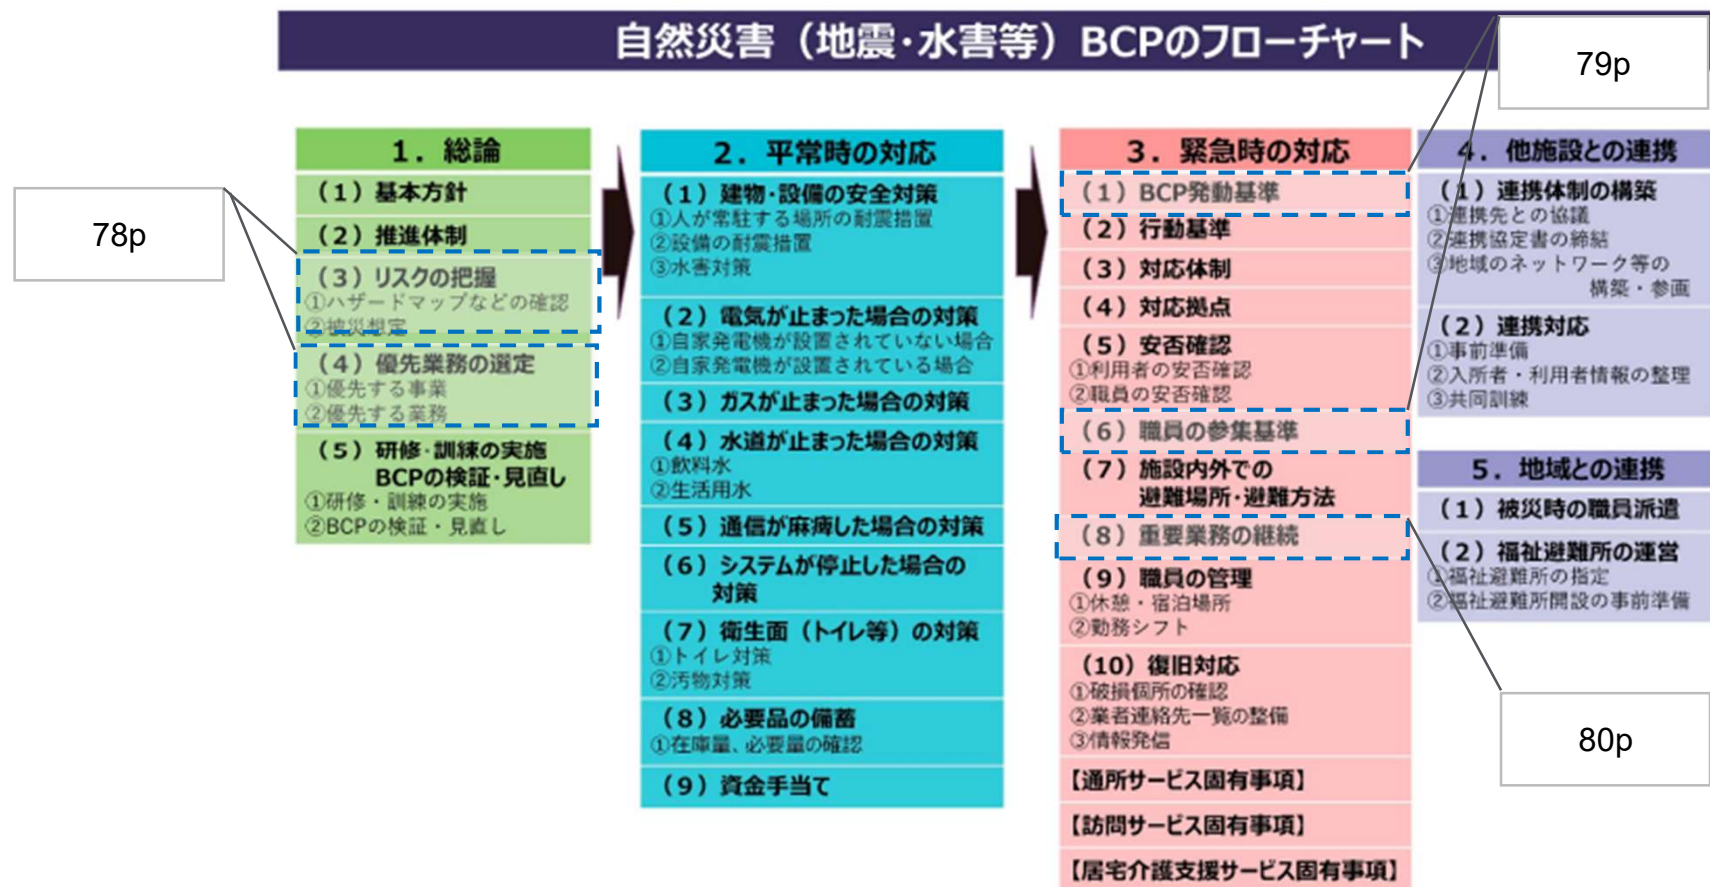 自然災害（地震･水害等）BCPのフローチャート
79p
78p
80p
1．総論
（1）基本方針
（2）推進体制
（3）リスクの把握
①ハザードマップなどの確認
②被災想定
（4）優先業務の選定
①優先する事業
②優先する業務
（5）研修･訓練の実施
BCPの検証･見直し
①研修・訓練の実施
②BCPの検証・見直し
2．平常時の対応
（1）建物･設備の安全対策
①人が常駐する場所の耐震措置
②設備の耐震措置
③水害対策
（2）電気が止まった場合の対策
①自家発電機が設置されていない場合
②自家発電機が設置されている場合
（3）ガスが止まった場合の対策
（4）水道が止まった場合の対策
①飲料水
②生活用水
（5）通信が麻痺した場合の対策
（6）システムが停止した場合の
対策
（7）衛生面（トイレ等）の対策
①トイレ対策
②汚物対策
（8）必要品の備蓄
①在庫量、必要量の確認
（9）資金手当て
3．緊急時の対応
（1）BCP発動基準
（2）行動基準
（3）対応体制
（4）対応拠点
（5）安否確認
①利用者の安否確認
②職員の安否確認
（6）職員の参集基準
（7）施設内外での
避難場所･避難方法
（8）重要業務の継続
（9）職員の管理
①休憩・宿泊場所
②勤務シフト
（10）復旧対応
①破損個所の確認
②業者連絡先一覧の整備
③情報発信
【通所サービス固有事項】
【訪問サービス固有事項】
【居宅介護支援サービス固有事項】
4．他施設との連携
（1）連携体制の構築
①連携先との協議
②連携協定書の締結
③地域のネットワーク等の
構築・参画
（2）連携対応
①事前準備
②入所者・利用者情報の整理
③共同訓練
5．地域との連携
（1）被災時の職員派遣
（2）福祉避難所の運営
①福祉避難所の指定
②福祉避難所開設の事前準備